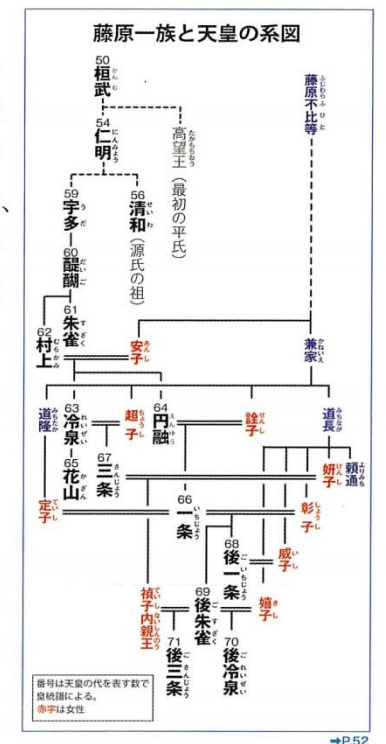 藤原一族と天皇の系図
50
桓武
かんむ
54
仁明
にんみょう
高望王(最初の平氏)
たかもちおう
藤原不比等
ふじわらふひと
59
宇多
うだ
56
清和(源氏の祖)
せいわ
60
醍醐
だいご
61
朱雀
すざく
62
村上
むらかみ
安子
あんし
兼家
かねいえ
道隆
みちたか
63
冷泉
れいぜい
超子
ちょうし
64
円融
えんゆう
詮子
せんし
道長
みちなが
65
花山
かざん
67
三条
さんじょう
妍子
けんし
頼通
よりみち
定子
ていし
66
一条
いちじょう
彰子
しょうし
68
後一条
ごいちじょう
威子
いし
嬉子
きし
禎子内親王
ていしないしんのう
69
後朱雀
ごすざく
71
後三条
ごさんじょう
70
後冷泉
ごれいぜい
番号は天皇の代を表す数で
皇統譜による。
赤字は女性
➡P.52
、